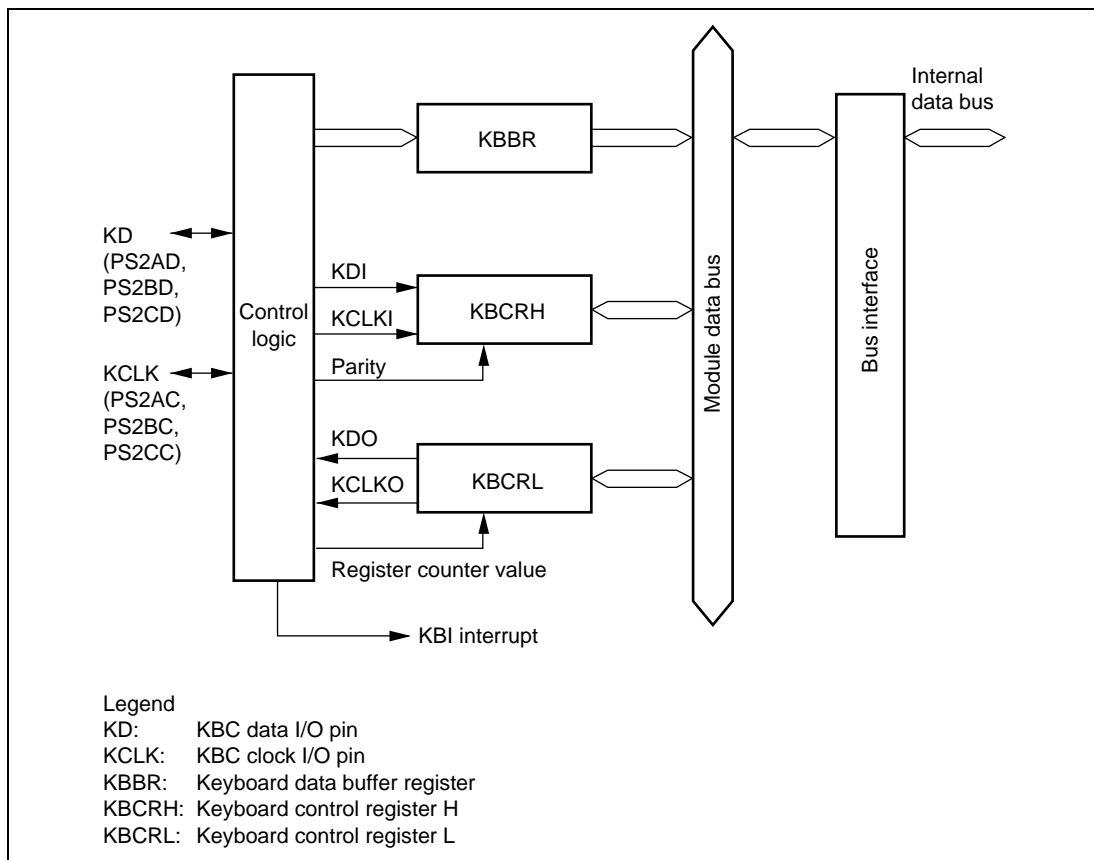 Internal
data bus
KBBR
KD
(PS2AD,
PS2BD,
PS2CD)
KDI
Control
logic
KBCRH
KCLKI
Parity
Module data bus
Bus interface
KCLK
(PS2AC,
PS2BC,
PS2CC)
KDO
KBCRL
KCLKO
Register counter value
KBI interrupt
Legend
KD: KBC data I/O pin
KCLK: KBC clock I/O pin
KBBR: Keyboard data buffer register
KBCRH: Keyboard control register H
KBCRL: Keyboard control register L